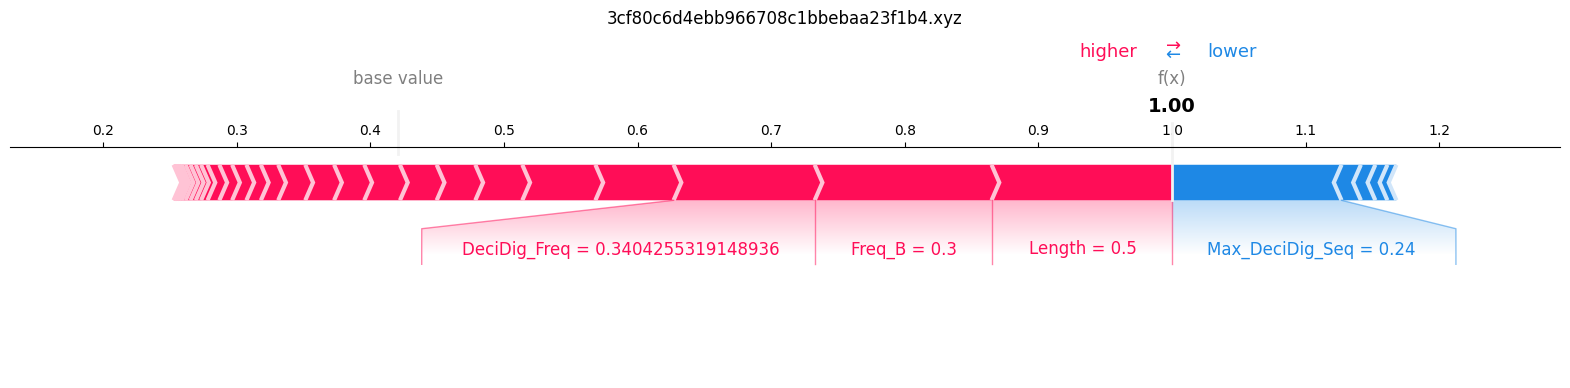 3cf80c6d4ebb966708c1bbebaa23f1b4.xyz
higher ⇄ lower
base value f(x)
1.00
0.2 0.3 0.4 0.5 0.6 0.7 0.8 0.9 1.0 1.1 1.2
DeciDig_Freq = 0.3404255319148936 Freq_B = 0.3 Length = 0.5 Max_DeciDig_Seq = 0.24